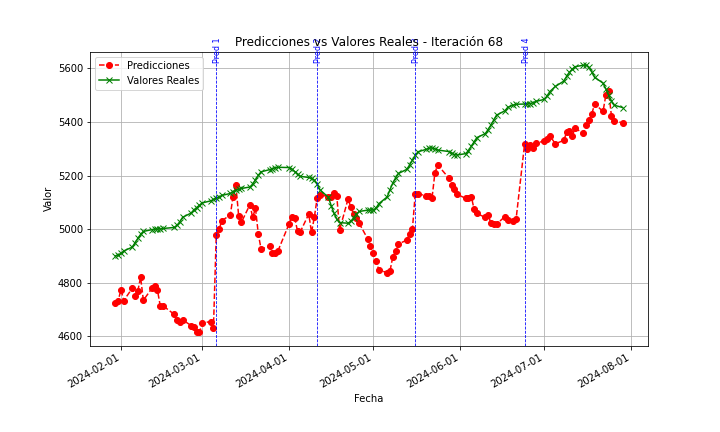 Predicciones vs Valores Reales - Iteración 68
Pred 1
Pred 2
Pred 4
Predicciones
Valores Reales
Valor
5600
5400
5200
5000
4800
4600
2024-02-01
2024-03-01
2024-04-01
2024-05-01
2024-06-01
2024-07-01
2024-08-01
Fecha